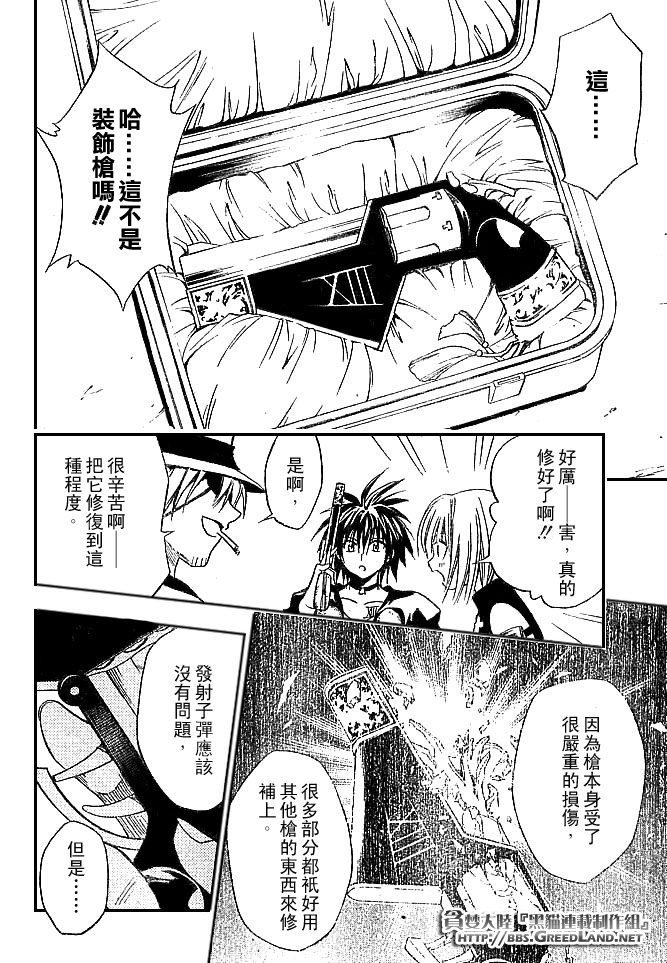 這……
哈……這不是
裝飾槍嗎!!
XIII
好厲——害，真的
修好了啊!!
是啊，
很辛苦啊——
把它修復到這
種程度。
因為槍本身受了
很嚴重的損傷，
很多部分都衹好用
其他槍的東西來修
補上。
發射子彈應該
沒有問題，
但是……
貪婪大陸『黑貓連載制作組』
HTTP://BBS.GREEDLAND.NET